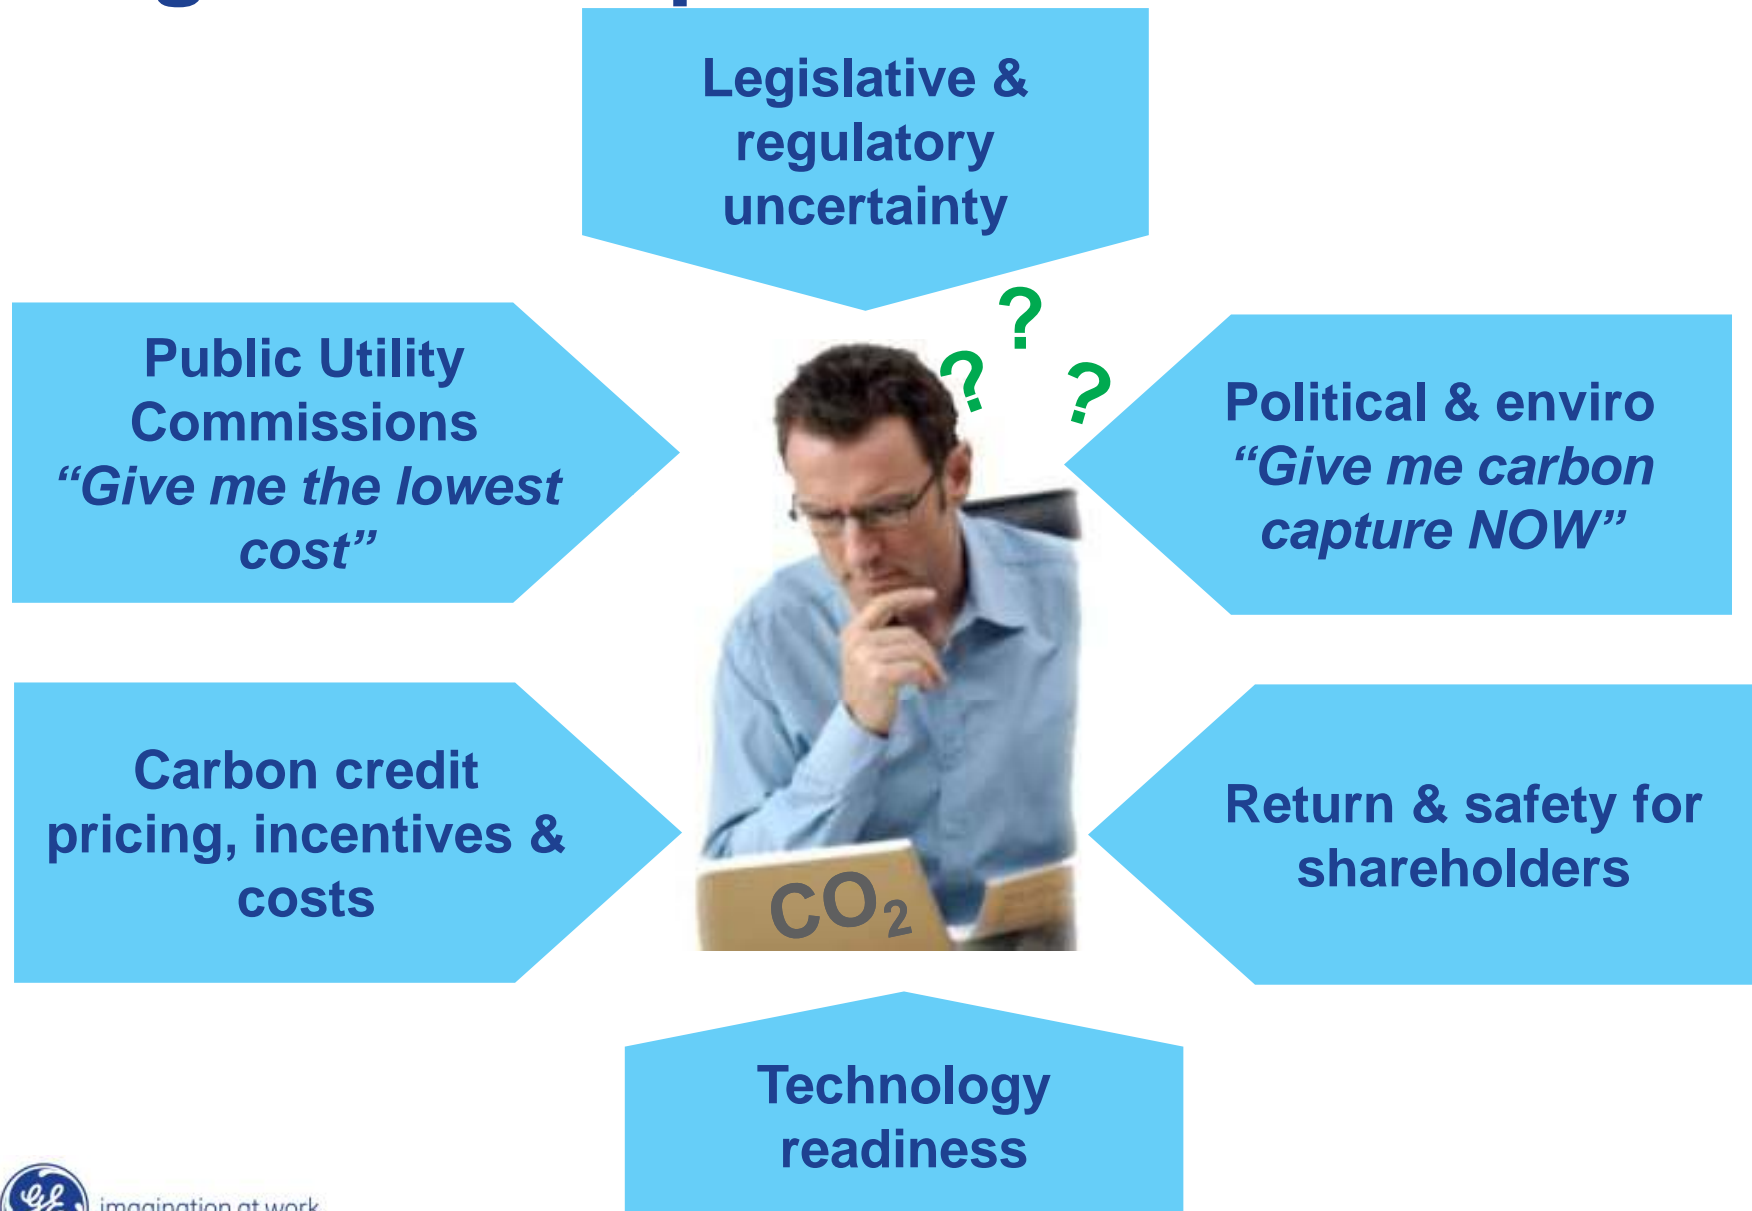 Legislative &
regulatory
uncertainty
?
?
?
Public Utility
Commissions
“Give me the lowest
cost”
Political & enviro
“Give me carbon
capture NOW”
Carbon credit
pricing, incentives &
costs
Return & safety for
shareholders
CO₂
Technology
readiness
GE
imagination at work